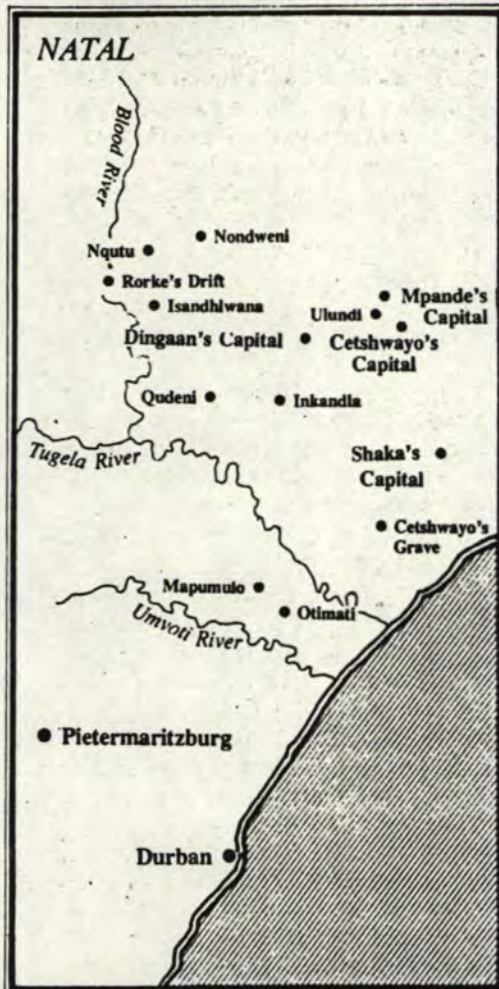 NATAL
Blood River
Nondweni
Nqutu
Rorke's Drift
Isandhlwana
Mpande's
Capital
Ulundi
Dingaan's Capital
Cetshwayo's
Capital
Qudeni
Inkandla
Tugela River
Shaka's
Capital
Cetshwayo's
Grave
Mapumulo
Otimati
Umvoti River
Pietermaritzburg
Durban